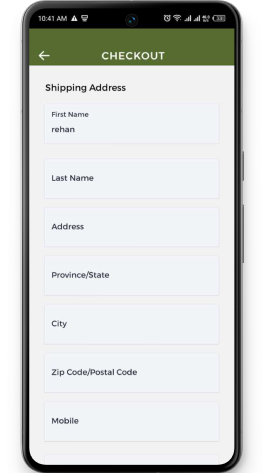 10:41 AM
CHECKOUT
Shipping Address
First Name
rehan
Last Name
Address
Province/State
City
Zip Code/Postal Code
Mobile